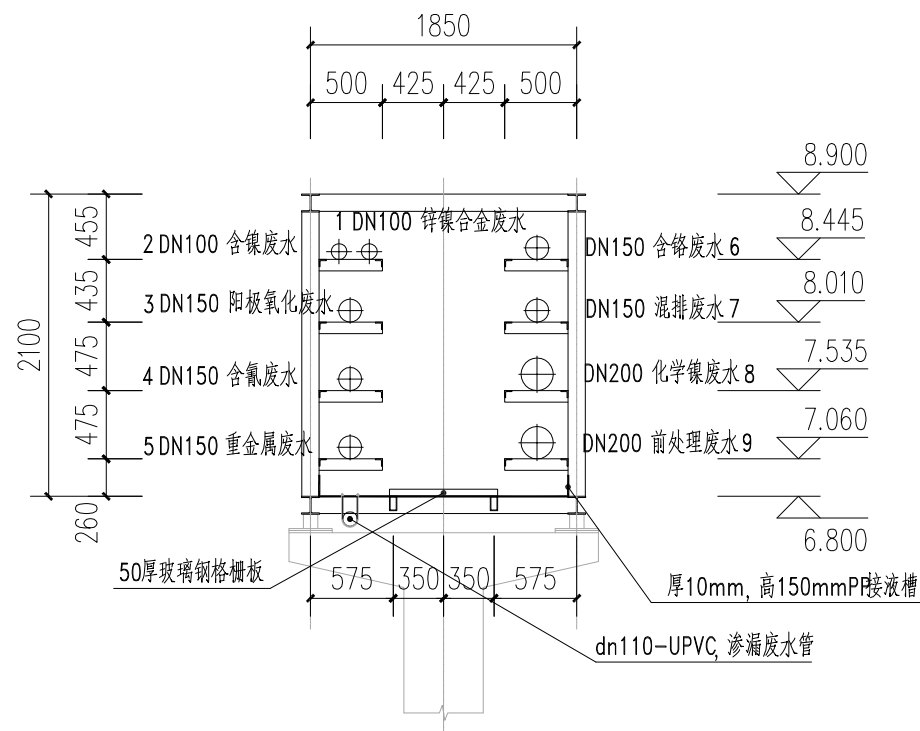 1850
500 425 425 500
8.900
1 DN100 锌镍合金废水
455
2 DN100 含镍废水
DN150 含铬废水 6
8.445
435
3 DN150 阳极氧化废水
DN150 混排废水 7
8.010
2100
475
4 DN150 含氰废水
DN200 化学镍废水 8
7.535
475
5 DN150 重金属废水
DN200 前处理废水 9
7.060
260
6.800
50厚玻璃钢格栅板
575 350 350 575
厚10mm, 高150mmPP接液槽
dn110-UPVC, 渗漏废水管